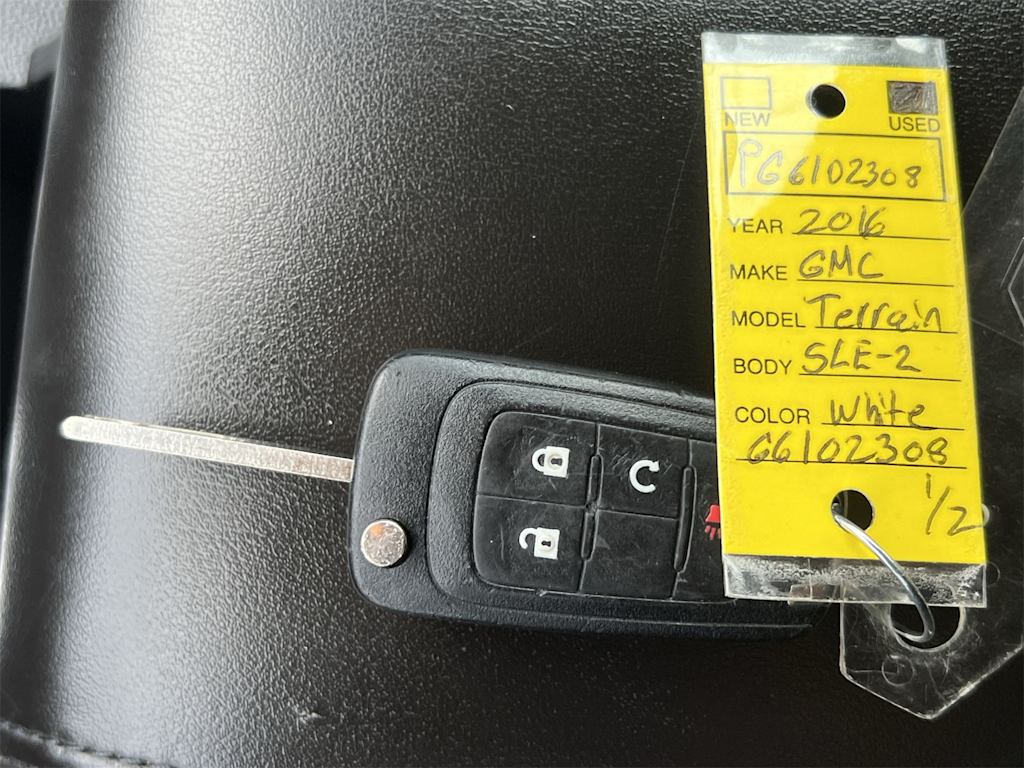 NEW USED
PG6102308
YEAR 2016
MAKE GMC
MODEL Terrain
BODY SLE-2
COLOR White
G6102308
1/2